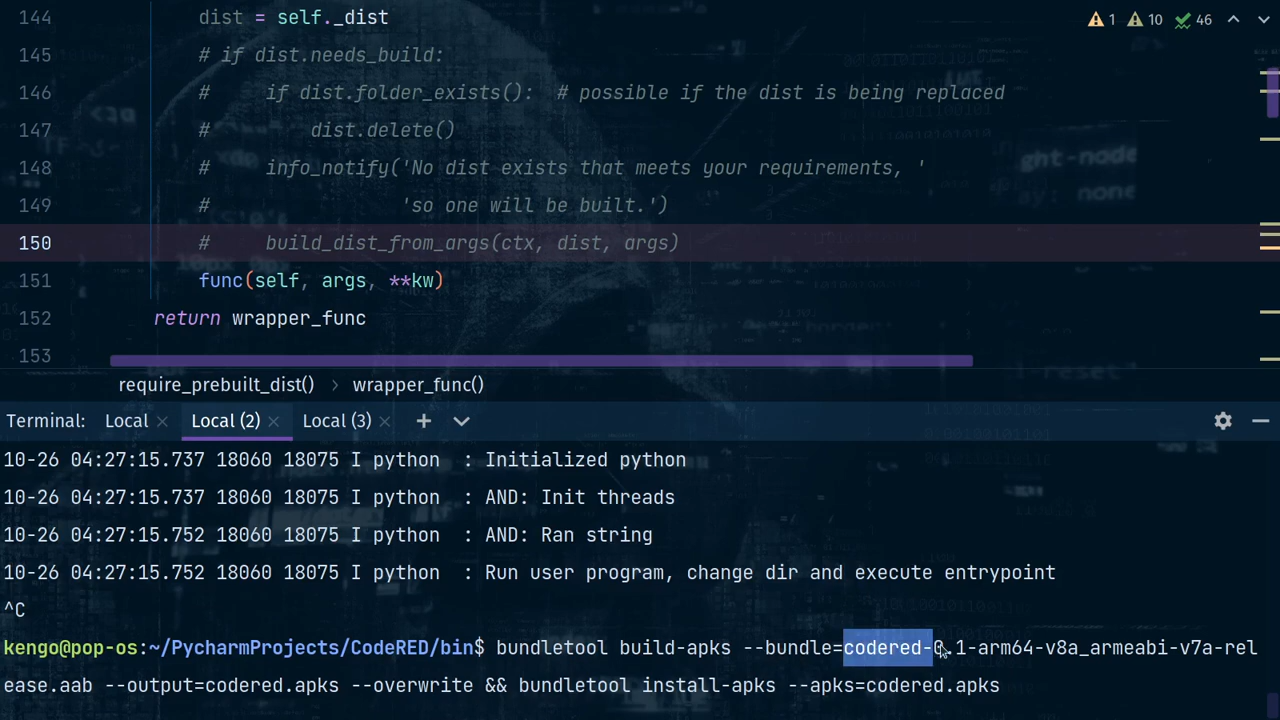 144 dist = self._dist
1 10 46
145 # if dist.needs_build:
146 # if dist.folder_exists():  # possible if the dist is being replaced
147 # dist.delete()
148 # info_notify('No dist exists that meets your requirements, '
149 # 'so one will be built.')
150 # build_dist_from_args(ctx, dist, args)
151 func(self, args, **kw)
152 return wrapper_func
153
require_prebuilt_dist() > wrapper_func()
Terminal: Local × Local (2) × Local (3) × +
10-26 04:27:15.737 18060 18075 I python  : Initialized python
10-26 04:27:15.737 18060 18075 I python  : AND: Init threads
10-26 04:27:15.752 18060 18075 I python  : AND: Ran string
10-26 04:27:15.752 18060 18075 I python  : Run user program, change dir and execute entrypoint
^C
kengo@pop-os:~/PycharmProjects/CodeRED/bin$ bundletool build-apks --bundle=codered-0.1-arm64-v8a_armeabi-v7a-rel
ease.aab --output=codered.apks --overwrite && bundletool install-apks --apks=codered.apks